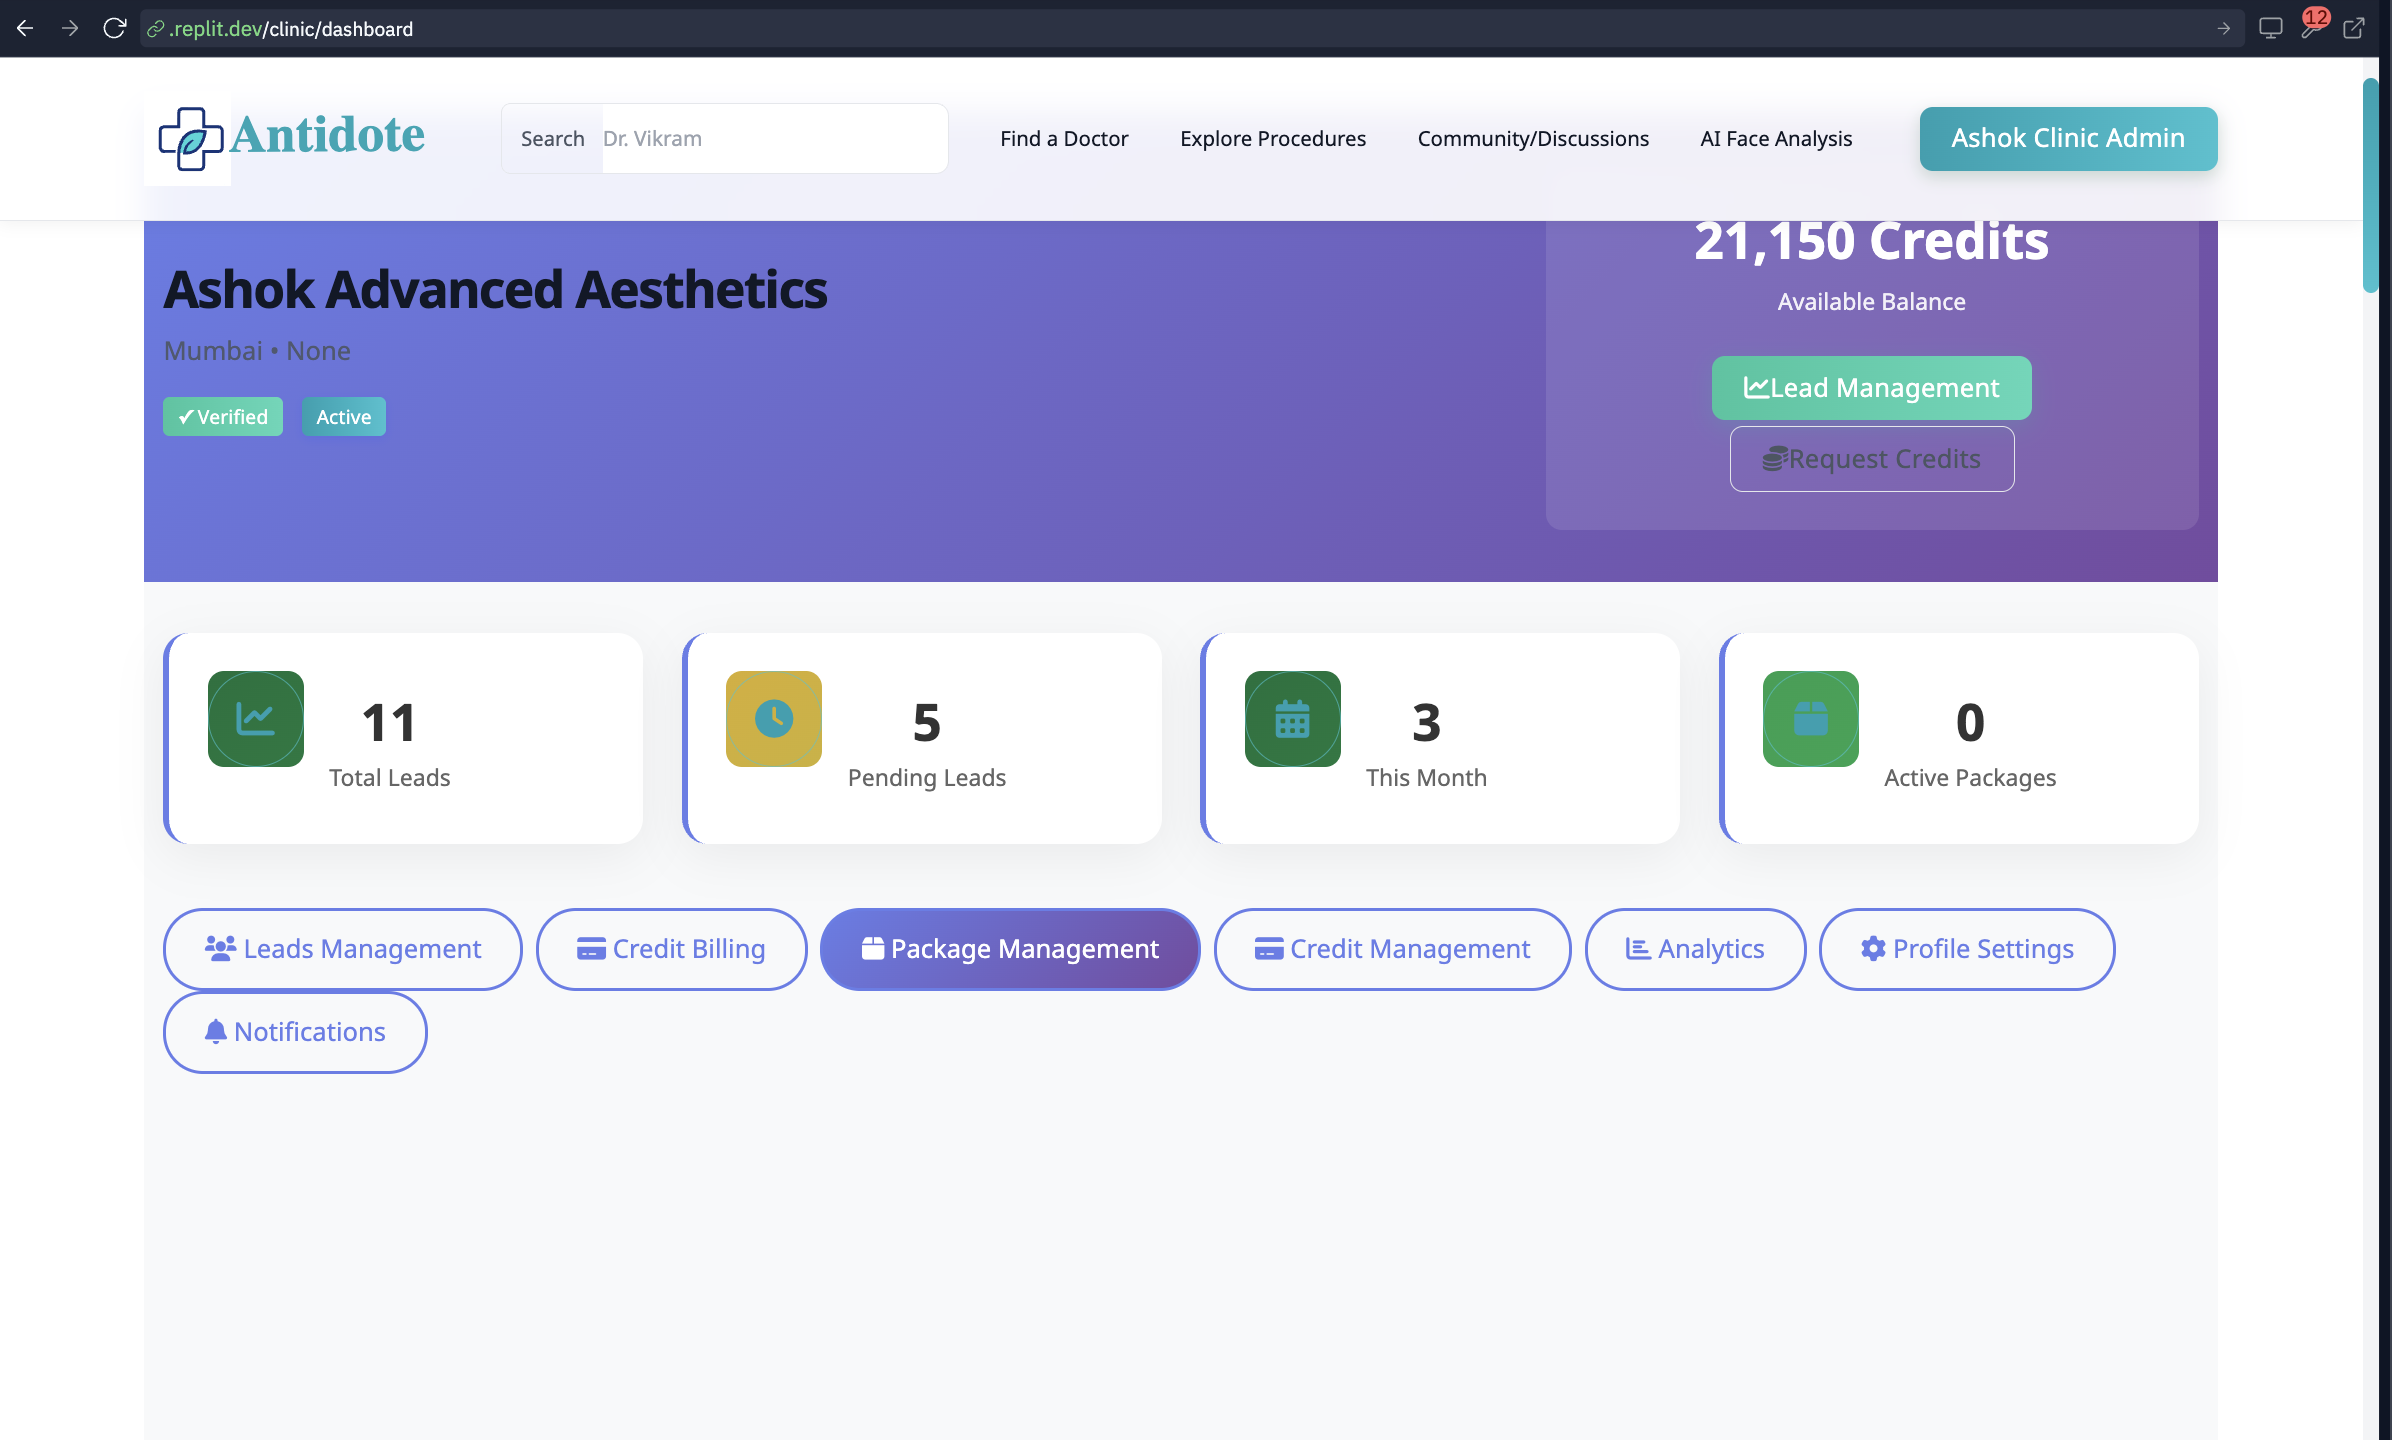 .replit.dev/clinic/dashboard
12
Antidote
Search Dr. Vikram
Find a Doctor
Explore Procedures
Community/Discussions
AI Face Analysis
Ashok Clinic Admin
Ashok Advanced Aesthetics
Mumbai • None
Verified
Active
21,150 Credits
Available Balance
Lead Management
Request Credits
11
Total Leads
5
Pending Leads
3
This Month
0
Active Packages
Leads Management
Credit Billing
Package Management
Credit Management
Analytics
Profile Settings
Notifications